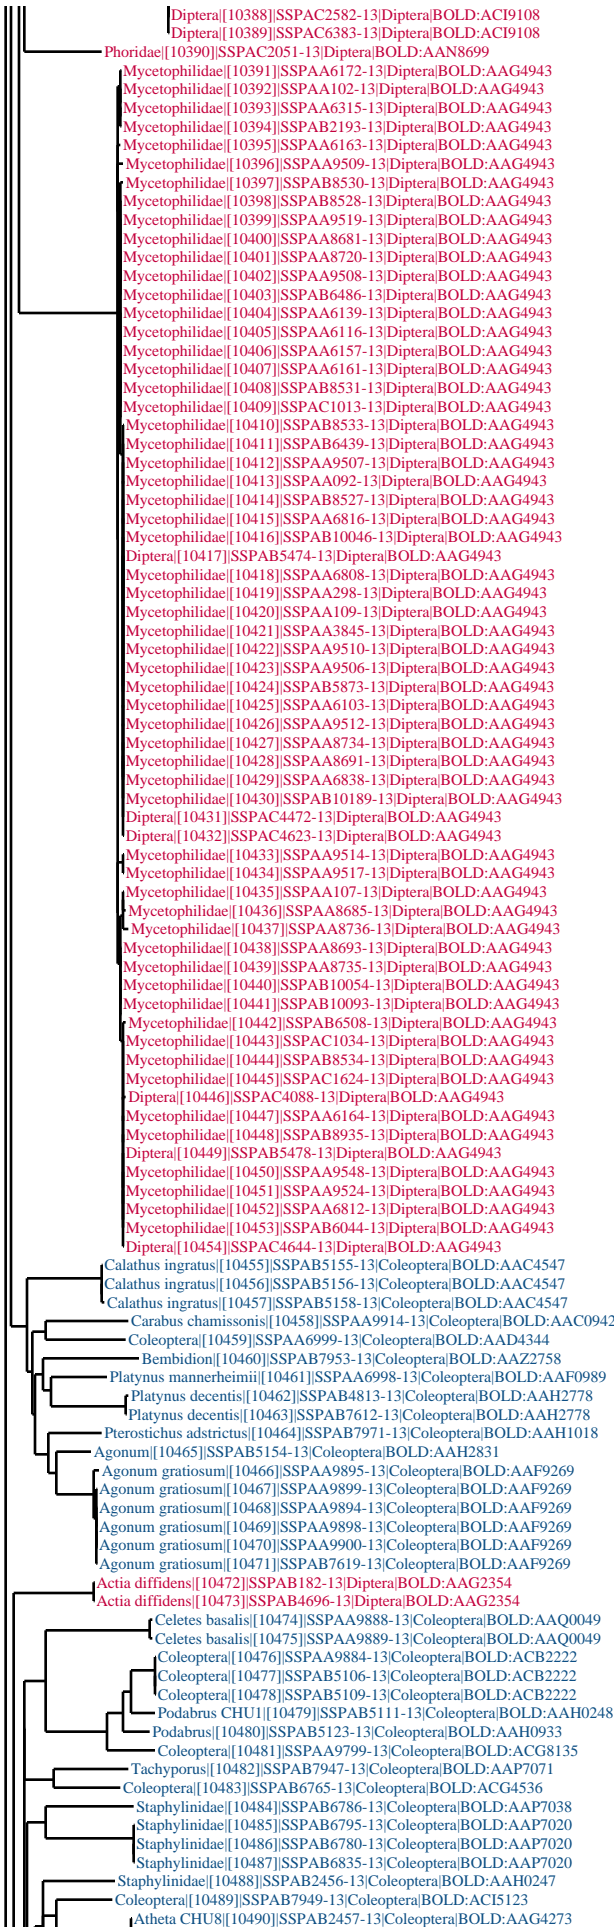 Diptera|[10388]|SSPAC2582-13|Diptera|BOLD:ACI9108
Diptera|[10389]|SSPAC6383-13|Diptera|BOLD:ACI9108
Phoridae|[10390]|SSPAC2051-13|Diptera|BOLD:AAN8699
Mycetophilidae|[10391]|SSPAA6172-13|Diptera|BOLD:AAG4943
Mycetophilidae|[10392]|SSPAA102-13|Diptera|BOLD:AAG4943
Mycetophilidae|[10393]|SSPAA6315-13|Diptera|BOLD:AAG4943
Mycetophilidae|[10394]|SSPAB2193-13|Diptera|BOLD:AAG4943
Mycetophilidae|[10395]|SSPAA6163-13|Diptera|BOLD:AAG4943
Mycetophilidae|[10396]|SSPAA9509-13|Diptera|BOLD:AAG4943
Mycetophilidae|[10397]|SSPAB8530-13|Diptera|BOLD:AAG4943
Mycetophilidae|[10398]|SSPAB8528-13|Diptera|BOLD:AAG4943
Mycetophilidae|[10399]|SSPAA9519-13|Diptera|BOLD:AAG4943
Mycetophilidae|[10400]|SSPAA8681-13|Diptera|BOLD:AAG4943
Mycetophilidae|[10401]|SSPAA8720-13|Diptera|BOLD:AAG4943
Mycetophilidae|[10402]|SSPAA9508-13|Diptera|BOLD:AAG4943
Mycetophilidae|[10403]|SSPAB6486-13|Diptera|BOLD:AAG4943
Mycetophilidae|[10404]|SSPAA6139-13|Diptera|BOLD:AAG4943
Mycetophilidae|[10405]|SSPAA6116-13|Diptera|BOLD:AAG4943
Mycetophilidae|[10406]|SSPAA6157-13|Diptera|BOLD:AAG4943
Mycetophilidae|[10407]|SSPAA6161-13|Diptera|BOLD:AAG4943
Mycetophilidae|[10408]|SSPAB8531-13|Diptera|BOLD:AAG4943
Mycetophilidae|[10409]|SSPAC1013-13|Diptera|BOLD:AAG4943
Mycetophilidae|[10410]|SSPAB8533-13|Diptera|BOLD:AAG4943
Mycetophilidae|[10411]|SSPAB6439-13|Diptera|BOLD:AAG4943
Mycetophilidae|[10412]|SSPAA9507-13|Diptera|BOLD:AAG4943
Mycetophilidae|[10413]|SSPAA092-13|Diptera|BOLD:AAG4943
Mycetophilidae|[10414]|SSPAB8527-13|Diptera|BOLD:AAG4943
Mycetophilidae|[10415]|SSPAA6816-13|Diptera|BOLD:AAG4943
Mycetophilidae|[10416]|SSPAB10046-13|Diptera|BOLD:AAG4943
Diptera|[10417]|SSPAB5474-13|Diptera|BOLD:AAG4943
Mycetophilidae|[10418]|SSPAA6808-13|Diptera|BOLD:AAG4943
Mycetophilidae|[10419]|SSPAA298-13|Diptera|BOLD:AAG4943
Mycetophilidae|[10420]|SSPAA109-13|Diptera|BOLD:AAG4943
Mycetophilidae|[10421]|SSPAA3845-13|Diptera|BOLD:AAG4943
Mycetophilidae|[10422]|SSPAA9510-13|Diptera|BOLD:AAG4943
Mycetophilidae|[10423]|SSPAA9506-13|Diptera|BOLD:AAG4943
Mycetophilidae|[10424]|SSPAB5873-13|Diptera|BOLD:AAG4943
Mycetophilidae|[10425]|SSPAA6103-13|Diptera|BOLD:AAG4943
Mycetophilidae|[10426]|SSPAA9512-13|Diptera|BOLD:AAG4943
Mycetophilidae|[10427]|SSPAA8734-13|Diptera|BOLD:AAG4943
Mycetophilidae|[10428]|SSPAA8691-13|Diptera|BOLD:AAG4943
Mycetophilidae|[10429]|SSPAA6838-13|Diptera|BOLD:AAG4943
Mycetophilidae|[10430]|SSPAB10189-13|Diptera|BOLD:AAG4943
Diptera|[10431]|SSPAC4472-13|Diptera|BOLD:AAG4943
Diptera|[10432]|SSPAC4623-13|Diptera|BOLD:AAG4943
Mycetophilidae|[10433]|SSPAA9514-13|Diptera|BOLD:AAG4943
Mycetophilidae|[10434]|SSPAA9517-13|Diptera|BOLD:AAG4943
Mycetophilidae|[10435]|SSPAA107-13|Diptera|BOLD:AAG4943
Mycetophilidae|[10436]|SSPAA8685-13|Diptera|BOLD:AAG4943
Mycetophilidae|[10437]|SSPAA8736-13|Diptera|BOLD:AAG4943
Mycetophilidae|[10438]|SSPAA8693-13|Diptera|BOLD:AAG4943
Mycetophilidae|[10439]|SSPAA8735-13|Diptera|BOLD:AAG4943
Mycetophilidae|[10440]|SSPAB10054-13|Diptera|BOLD:AAG4943
Mycetophilidae|[10441]|SSPAB10093-13|Diptera|BOLD:AAG4943
Mycetophilidae|[10442]|SSPAB6508-13|Diptera|BOLD:AAG4943
Mycetophilidae|[10443]|SSPAC1034-13|Diptera|BOLD:AAG4943
Mycetophilidae|[10444]|SSPAB8534-13|Diptera|BOLD:AAG4943
Mycetophilidae|[10445]|SSPAC1624-13|Diptera|BOLD:AAG4943
Diptera|[10446]|SSPAC4088-13|Diptera|BOLD:AAG4943
Mycetophilidae|[10447]|SSPAA6164-13|Diptera|BOLD:AAG4943
Mycetophilidae|[10448]|SSPAB8935-13|Diptera|BOLD:AAG4943
Diptera|[10449]|SSPAB5478-13|Diptera|BOLD:AAG4943
Mycetophilidae|[10450]|SSPAA9548-13|Diptera|BOLD:AAG4943
Mycetophilidae|[10451]|SSPAA9524-13|Diptera|BOLD:AAG4943
Mycetophilidae|[10452]|SSPAA6812-13|Diptera|BOLD:AAG4943
Mycetophilidae|[10453]|SSPAB6044-13|Diptera|BOLD:AAG4943
Diptera|[10454]|SSPAC4644-13|Diptera|BOLD:AAG4943
Calathus ingratus|[10455]|SSPAB5155-13|Coleoptera|BOLD:AAC4547
Calathus ingratus|[10456]|SSPAB5156-13|Coleoptera|BOLD:AAC4547
Calathus ingratus|[10457]|SSPAB5158-13|Coleoptera|BOLD:AAC4547
Carabus chamissonis|[10458]|SSPAA9914-13|Coleoptera|BOLD:AAC0942
Coleoptera|[10459]|SSPAA6999-13|Coleoptera|BOLD:AAD4344
Bembidion|[10460]|SSPAB7953-13|Coleoptera|BOLD:AAZ2758
Platynus mannerheimii|[10461]|SSPAA6998-13|Coleoptera|BOLD:AAF0989
Platynus decentis|[10462]|SSPAB4813-13|Coleoptera|BOLD:AAH2778
Platynus decentis|[10463]|SSPAB7612-13|Coleoptera|BOLD:AAH2778
Pterostichus adstrictus|[10464]|SSPAB7971-13|Coleoptera|BOLD:AAH1018
Agonum|[10465]|SSPAB5154-13|Coleoptera|BOLD:AAH2831
Agonum gratiosum|[10466]|SSPAA9895-13|Coleoptera|BOLD:AAF9269
Agonum gratiosum|[10467]|SSPAA9899-13|Coleoptera|BOLD:AAF9269
Agonum gratiosum|[10468]|SSPAA9894-13|Coleoptera|BOLD:AAF9269
Agonum gratiosum|[10469]|SSPAA9898-13|Coleoptera|BOLD:AAF9269
Agonum gratiosum|[10470]|SSPAA9900-13|Coleoptera|BOLD:AAF9269
Agonum gratiosum|[10471]|SSPAB7619-13|Coleoptera|BOLD:AAF9269
Actia diffidens|[10472]|SSPAB182-13|Diptera|BOLD:AAG2354
Actia diffidens|[10473]|SSPAB4696-13|Diptera|BOLD:AAG2354
Celetes basalis|[10474]|SSPAA9888-13|Coleoptera|BOLD:AAQ0049
Celetes basalis|[10475]|SSPAA9889-13|Coleoptera|BOLD:AAQ0049
Coleoptera|[10476]|SSPAA9884-13|Coleoptera|BOLD:ACB2222
Coleoptera|[10477]|SSPAB5106-13|Coleoptera|BOLD:ACB2222
Coleoptera|[10478]|SSPAB5109-13|Coleoptera|BOLD:ACB2222
Podabrus CHU1|[10479]|SSPAB5111-13|Coleoptera|BOLD:AAH0248
Podabrus|[10480]|SSPAB5123-13|Coleoptera|BOLD:AAH0933
Coleoptera|[10481]|SSPAA9799-13|Coleoptera|BOLD:ACG8135
Tachyporus|[10482]|SSPAB7947-13|Coleoptera|BOLD:AAP7071
Coleoptera|[10483]|SSPAB6765-13|Coleoptera|BOLD:ACG4536
Staphylinidae|[10484]|SSPAB6786-13|Coleoptera|BOLD:AAP7038
Staphylinidae|[10485]|SSPAB6795-13|Coleoptera|BOLD:AAP7020
Staphylinidae|[10486]|SSPAB6780-13|Coleoptera|BOLD:AAP7020
Staphylinidae|[10487]|SSPAB6835-13|Coleoptera|BOLD:AAP7020
Staphylinidae|[10488]|SSPAB2456-13|Coleoptera|BOLD:AAH0247
Coleoptera|[10489]|SSPAB7949-13|Coleoptera|BOLD:ACI5123
Atheta CHU8|[10490]|SSPAB2457-13|Coleoptera|BOLD:AAG4273